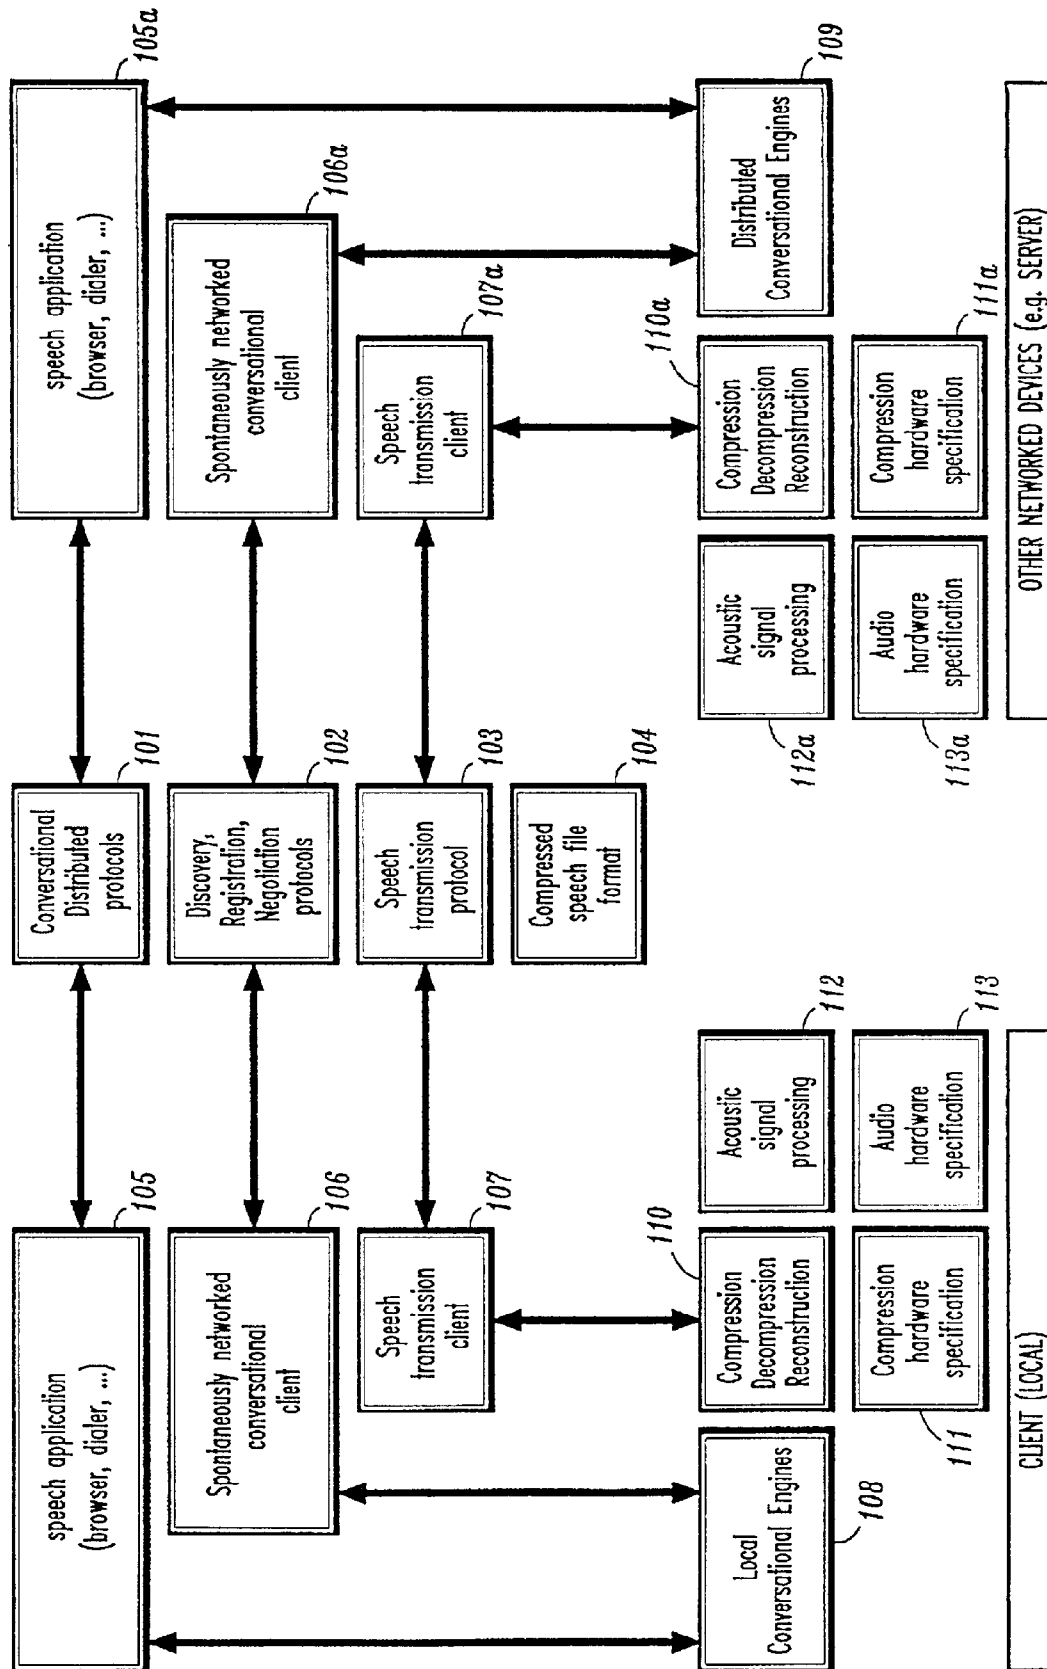 speech application
(browser, dialer, ...)
105
Conversational
Distributed
protocols
101
speech application
(browser, dialer, ...)
105a
Spontaneously networked
conversational
client
106
Discovery,
Registration,
Negotiation
protocols
102
Spontaneously networked
conversational
client
106a
Speech
transmission
client
107
Speech
transmission
protocol
103
Speech
transmission
client
107a
Compressed
speech file
format
104
Local
Conversational Engines
108
Compression
Decompression
Reconstruction
110
Acoustic
signal
processing
112
Acoustic
signal
processing
112a
Compression
Decompression
Reconstruction
110a
Distributed
Conversational Engines
109
Compression
hardware
specification
111
Audio
hardware
specification
113
Audio
hardware
specification
113a
Compression
hardware
specification
111a
CLIENT (LOCAL)
OTHER NETWORKED DEVICES (e.g. SERVER)